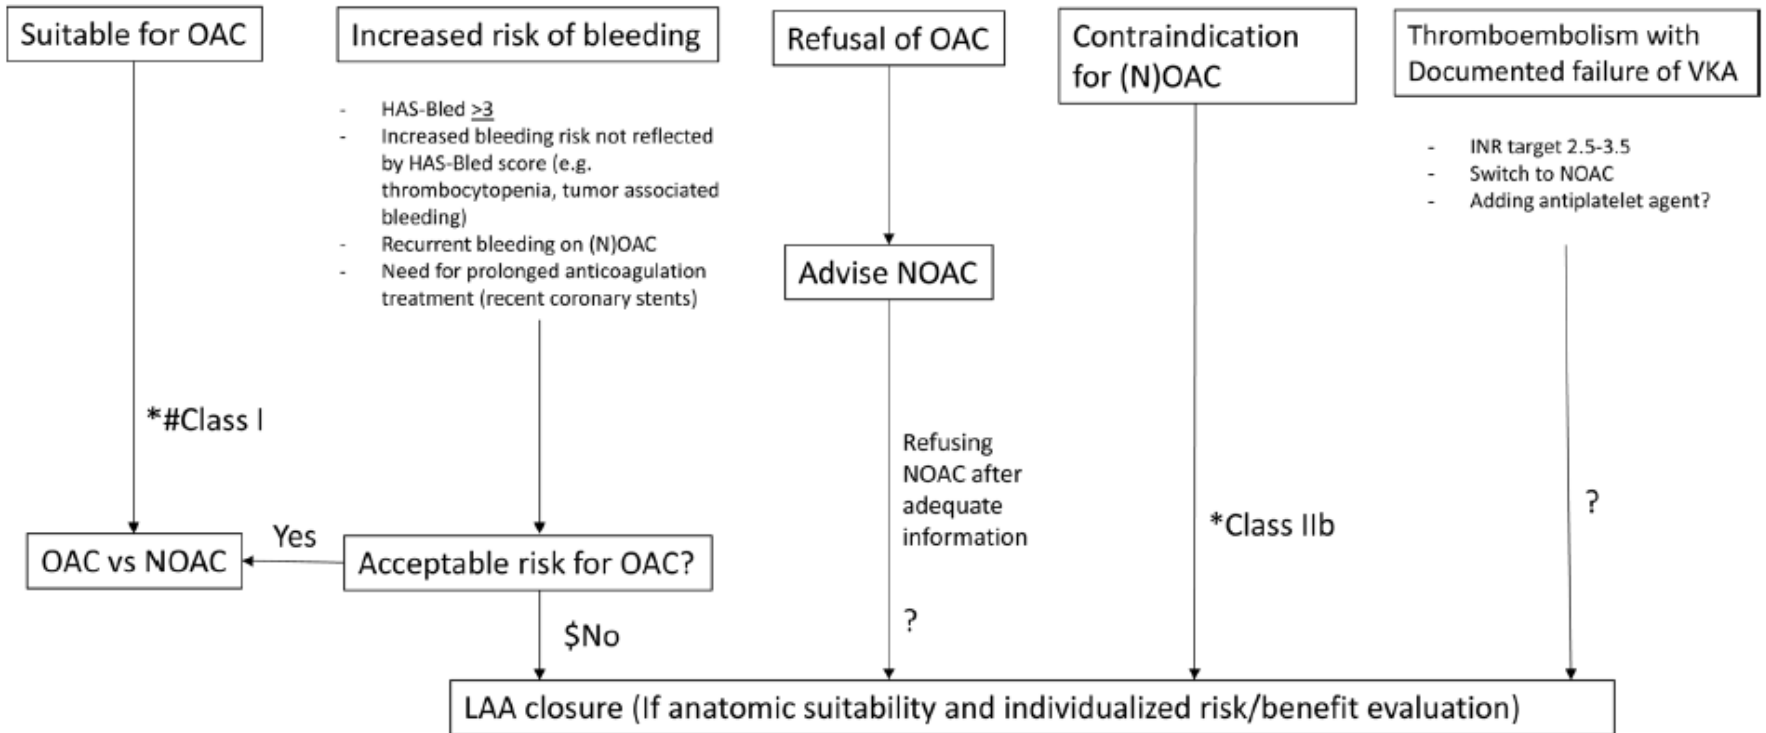 Suitable for OAC
Increased risk of bleeding
Refusal of OAC
Contraindication
for (N)OAC
Thromboembolism with
Documented failure of VKA
- HAS-Bled >3
- Increased bleeding risk not reflected
by HAS-Bled score (e.g.
thrombocytopenia, tumor associated
bleeding)
- Recurrent bleeding on (N)OAC
- Need for prolonged anticoagulation
treatment (recent coronary stents)
- INR target 2.5-3.5
- Switch to NOAC
- Adding antiplatelet agent?
Advise NOAC
*#Class I
Refusing
NOAC after
adequate
information
*Class IIb
?
OAC vs NOAC
Yes
Acceptable risk for OAC?
$No
?
LAA closure (If anatomic suitability and individualized risk/benefit evaluation)